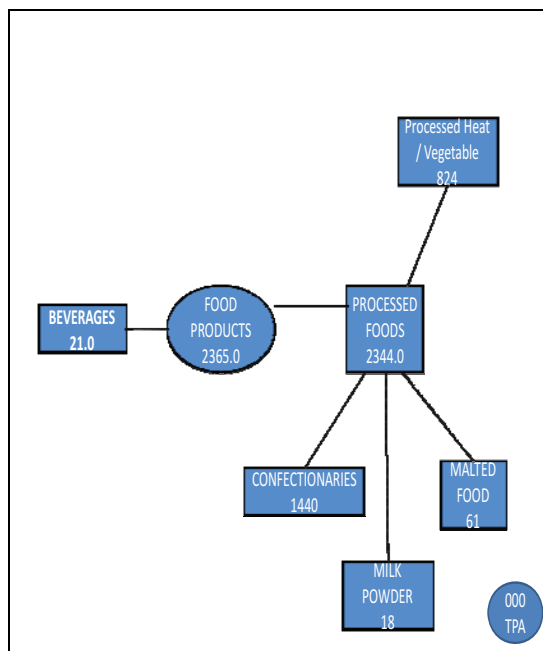 Processed Heat
/ Vegetable
824
BEVERAGES
21.0
FOOD
PRODUCTS
2365.0
PROCESSED
FOODS
2344.0
CONFECTIONARIES
1440
MALTED
FOOD
61
MILK
POWDER
18
000
TPA